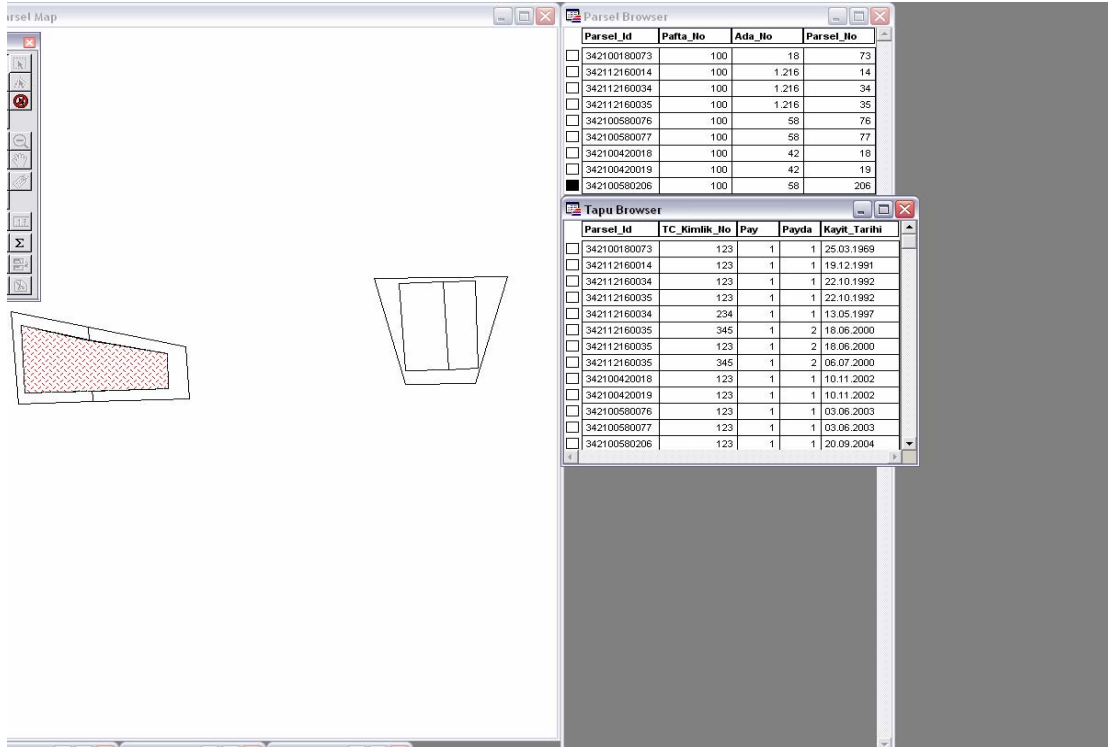 arsel Map
Parsel Browser
Parsel_Id Pafta_No Ada_No Parsel_No
342100180073 100 18 73
342112160014 100 1.216 14
342112160034 100 1.216 34
342112160035 100 1.216 35
342100580076 100 58 76
342100580077 100 58 77
342100420018 100 42 18
342100420019 100 42 19
342100580206 100 58 206
Tapu Browser
Parsel_Id TC_Kimlik_No Pay Payda Kayit_Tarihi
342100180073 123 1 1 25.03.1969
342112160014 123 1 1 19.12.1991
342112160034 123 1 1 22.10.1992
342112160035 123 1 1 22.10.1992
342112160034 234 1 1 13.05.1997
342112160035 345 1 2 18.06.2000
342112160035 123 1 2 18.06.2000
342112160035 345 1 2 06.07.2000
342100420018 123 1 1 10.11.2002
342100420019 123 1 1 10.11.2002
342100580076 123 1 1 03.06.2003
342100580077 123 1 1 03.06.2003
342100580206 123 1 1 20.09.2004
Σ